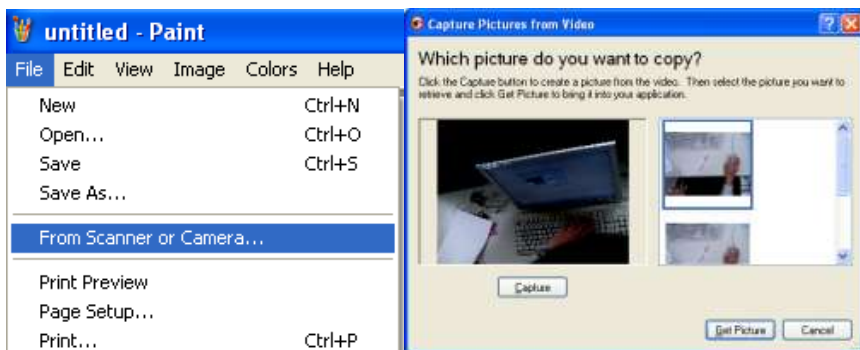 untitled - Paint
File Edit View Image Colors Help
New Ctrl+N
Open... Ctrl+O
Save Ctrl+S
Save As...
From Scanner or Camera...
Print Preview
Page Setup...
Print... Ctrl+P
Capture Pictures from Video
Which picture do you want to copy?
Click the Capture button to create a picture from the video. Then select the picture you want to
retrieve and click Get Picture to bring it into your application.
Capture
Get Picture Cancel